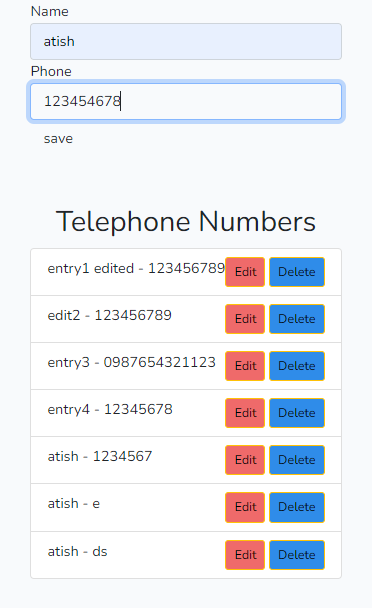 Name
atish
Phone
123454678
save
Telephone Numbers
entry1 edited - 123456789 Edit Delete
edit2 - 123456789 Edit Delete
entry3 - 0987654321123 Edit Delete
entry4 - 12345678 Edit Delete
atish - 1234567 Edit Delete
atish - e Edit Delete
atish - ds Edit Delete